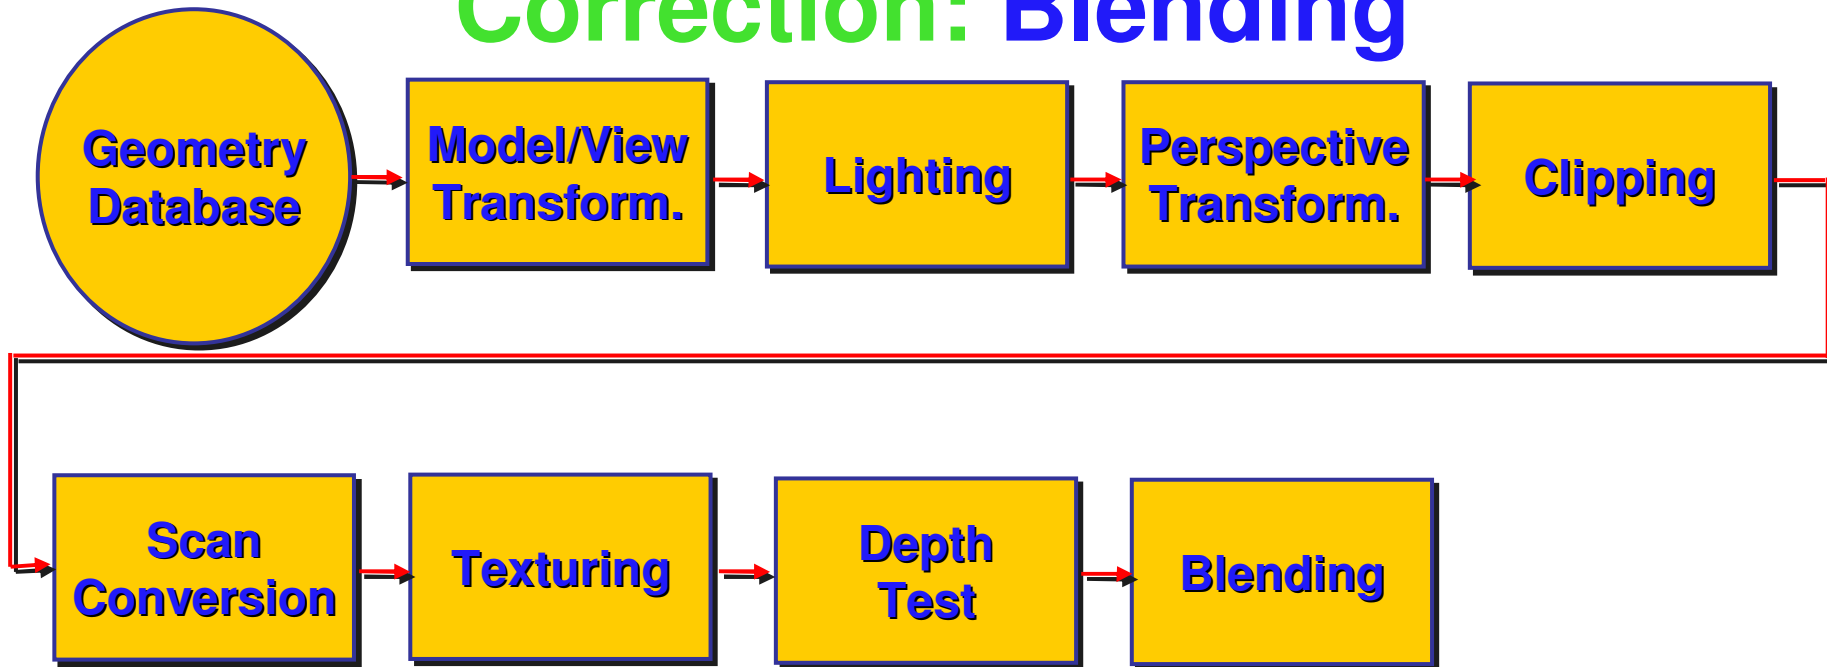 Correction: Blending
Geometry
Database
Model/View
Transform.
Lighting
Perspective
Transform.
Clipping
Scan
Conversion
Texturing
Depth
Test
Blending